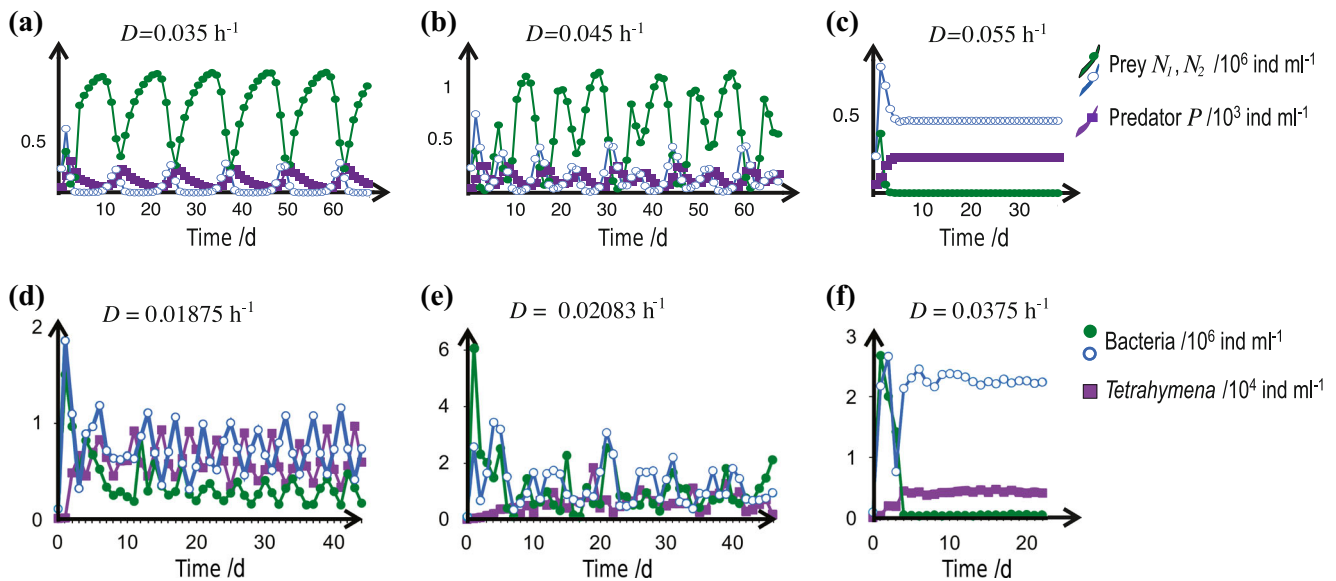 (a)
D=0.035 h⁻¹
0.5
10 20 30 40 50 60
Time /d
(b)
D=0.045 h⁻¹
1
0.5
10 20 30 40 50 60
Time /d
(c)
D=0.055 h⁻¹
0.5
10 20 30
Time /d
Prey N₁, N₂ /10⁶ ind ml⁻¹
Predator P /10³ ind ml⁻¹
(d)
D = 0.01875 h⁻¹
2
1
0
0 10 20 30 40
Time /d
(e)
D = 0.02083 h⁻¹
6
4
2
0
0 10 20 30 40
Time /d
(f)
D = 0.0375 h⁻¹
3
2
1
0
0 10 20
Time /d
Bacteria /10⁶ ind ml⁻¹
Tetrahymena /10⁴ ind ml⁻¹